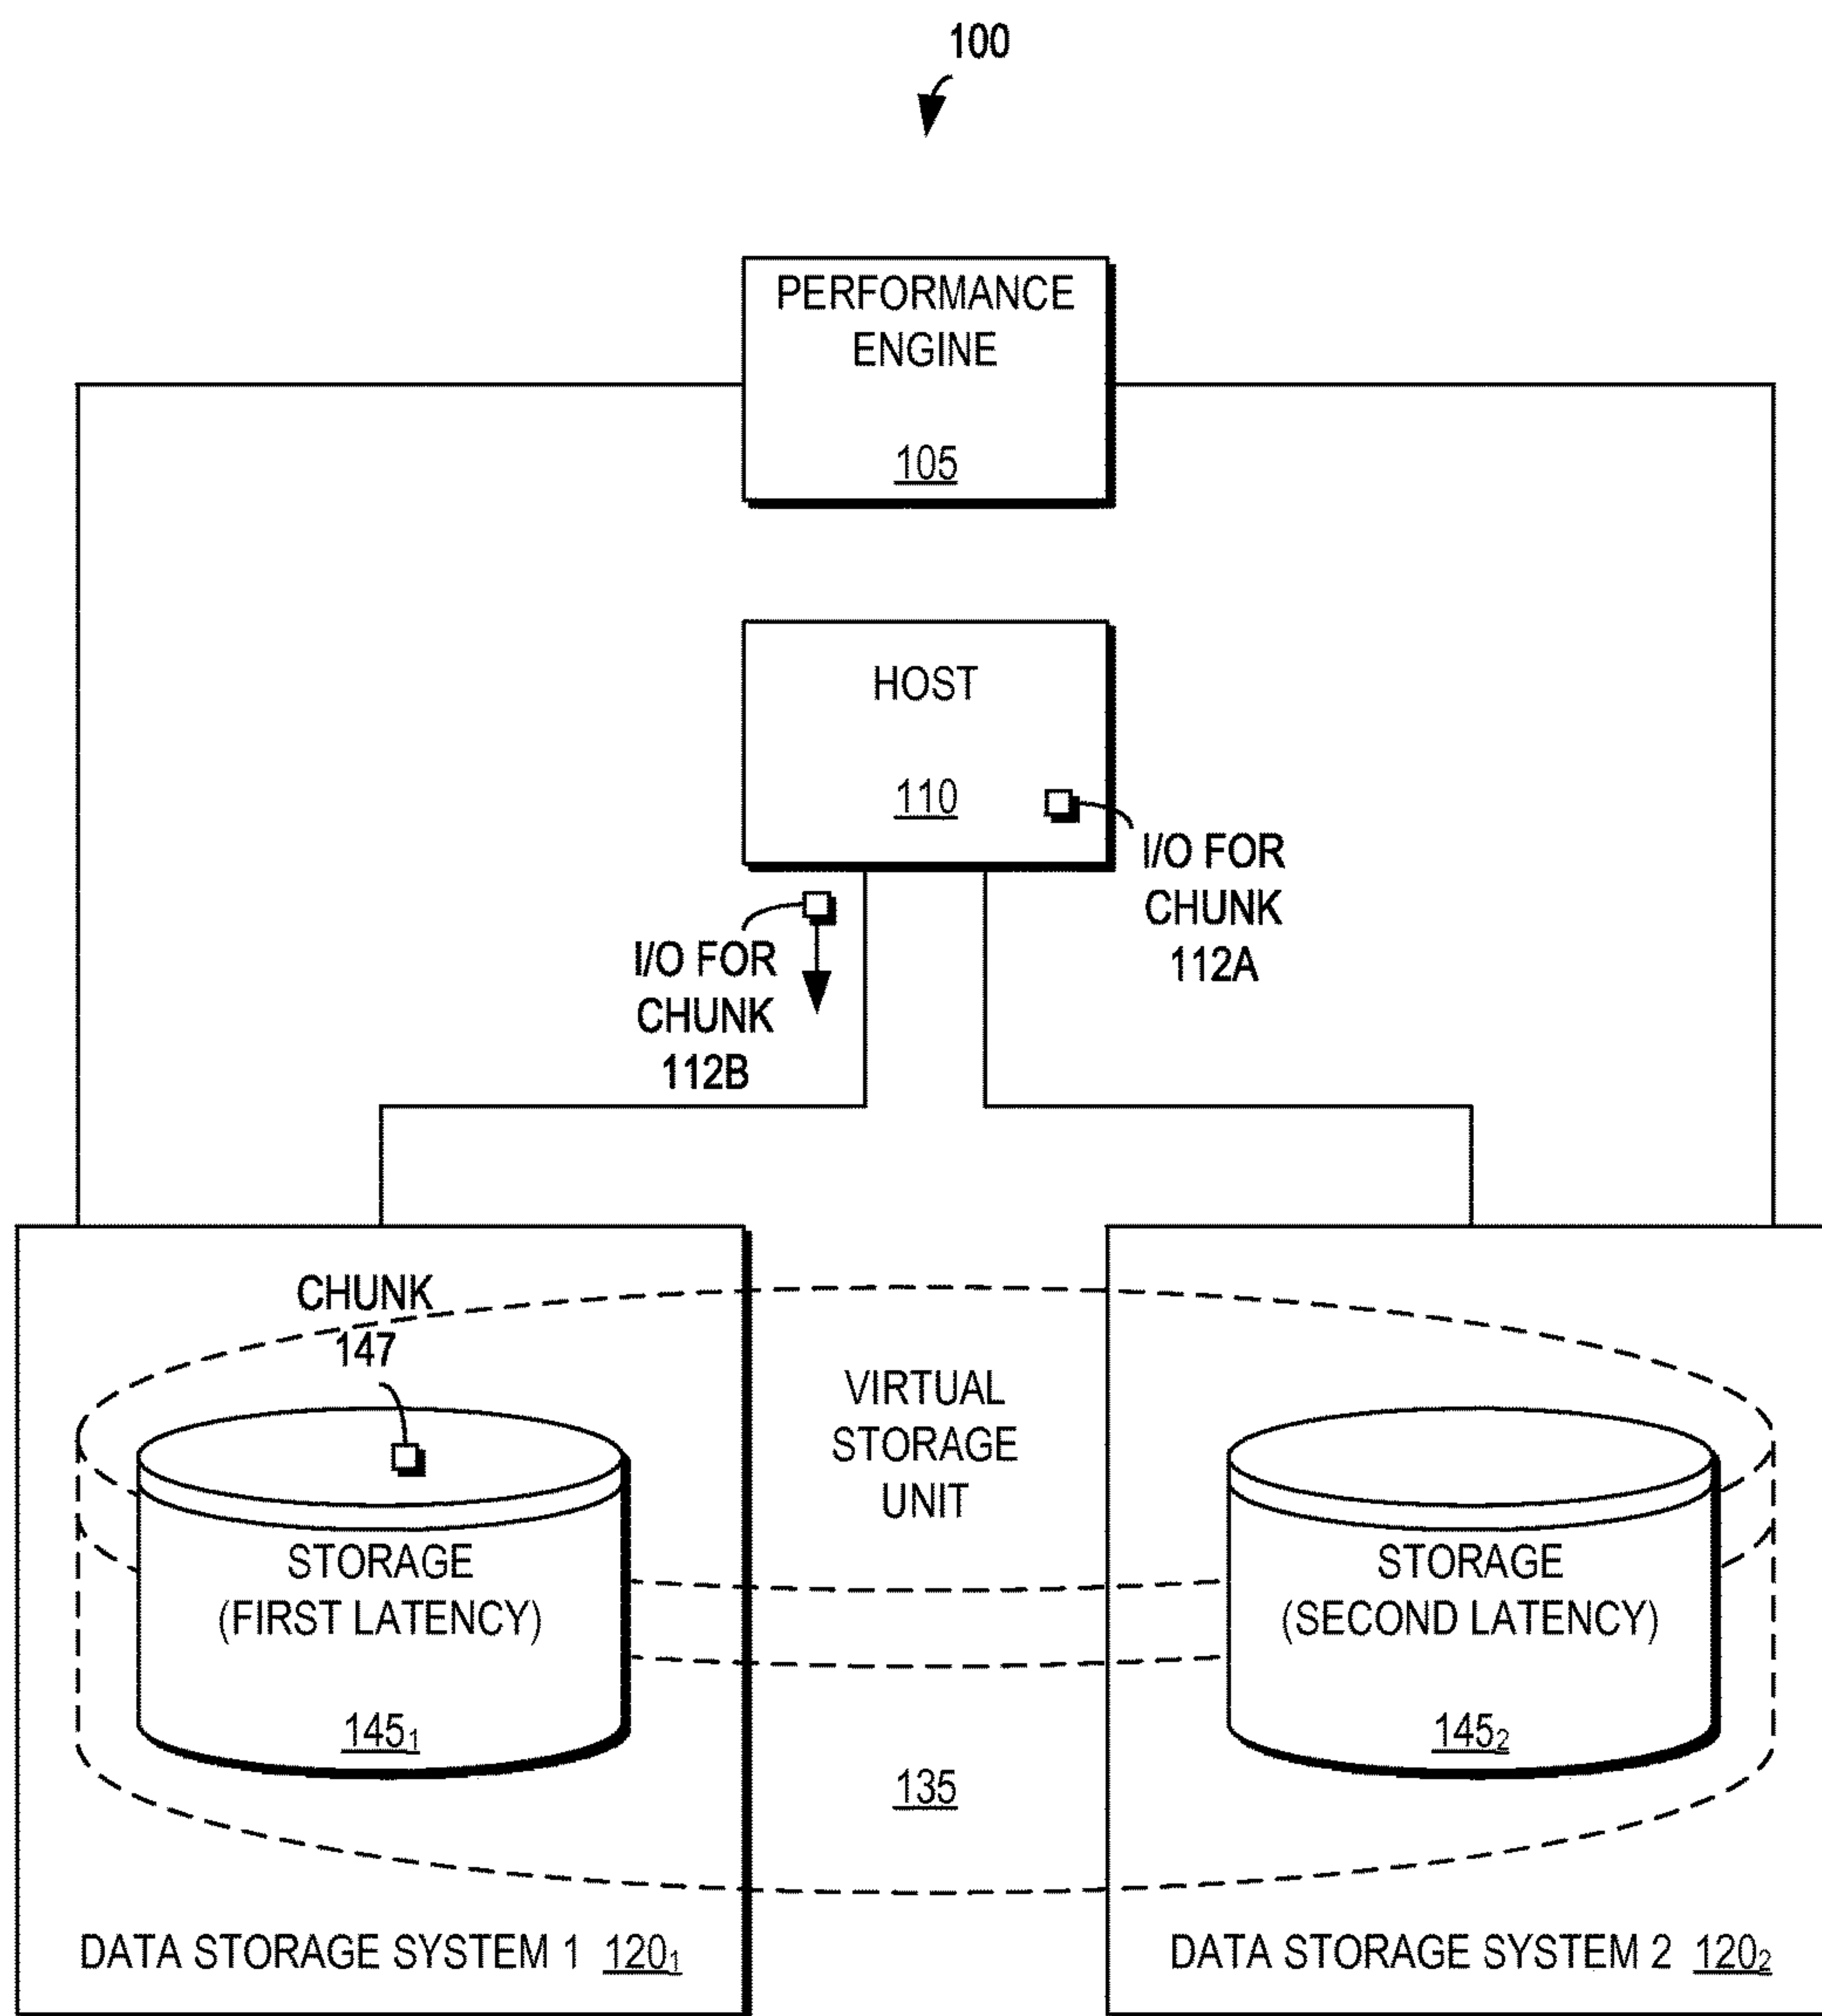 100
PERFORMANCE
ENGINE
105
HOST
110
I/O FOR
CHUNK
112A
I/O FOR
CHUNK
112B
CHUNK
147
VIRTUAL
STORAGE
UNIT
STORAGE
(FIRST LATENCY)
145₁
STORAGE
(SECOND LATENCY)
145₂
135
DATA STORAGE SYSTEM 1 120₁
DATA STORAGE SYSTEM 2 120₂